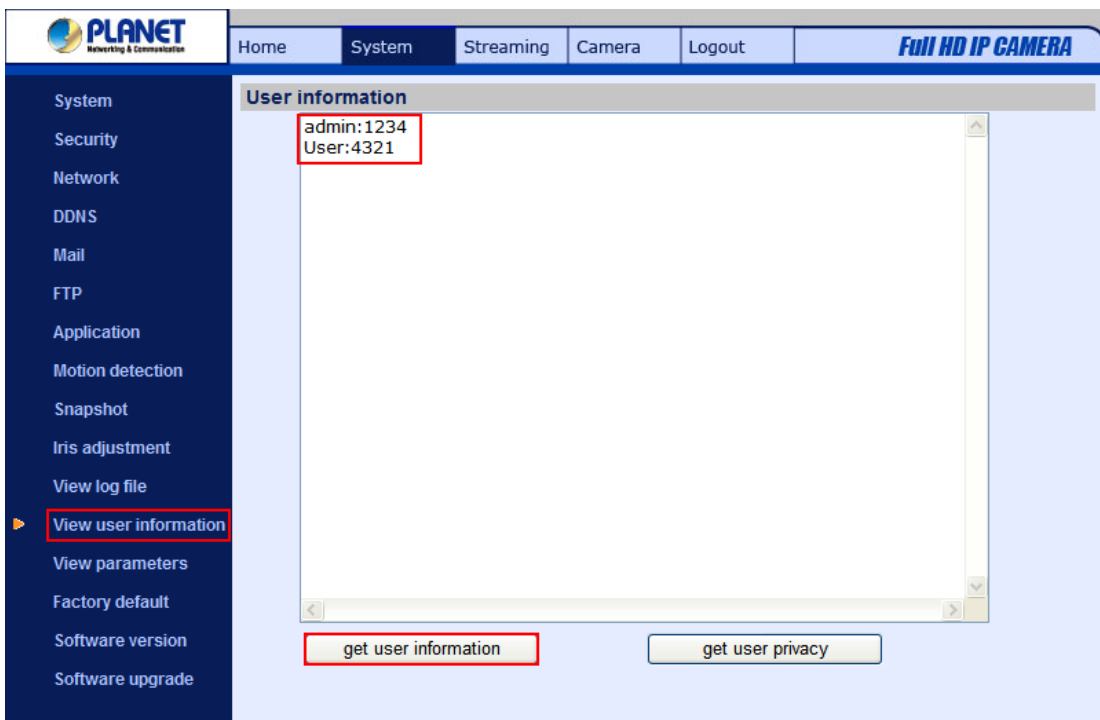 PLANET
Networking & Communication
Home System Streaming Camera Logout Full HD IP CAMERA
System
Security
Network
DDNS
Mail
FTP
Application
Motion detection
Snapshot
Iris adjustment
View log file
View user information
View parameters
Factory default
Software version
Software upgrade
User information
admin:1234
User:4321
get user information get user privacy